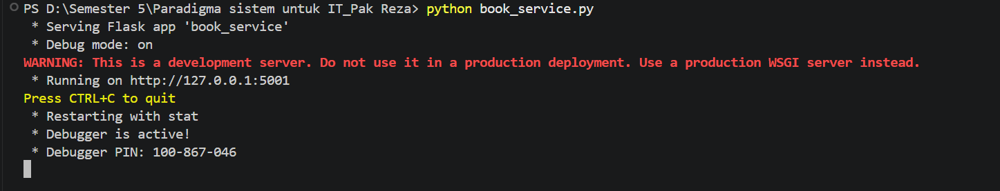 PS D:\Semester 5\Paradigma sistem untuk IT_Pak Reza> python book_service.py
 * Serving Flask app 'book_service'
 * Debug mode: on
WARNING: This is a development server. Do not use it in a production deployment. Use a production WSGI server instead.
 * Running on http://127.0.0.1:5001
Press CTRL+C to quit
 * Restarting with stat
 * Debugger is active!
 * Debugger PIN: 100-867-046